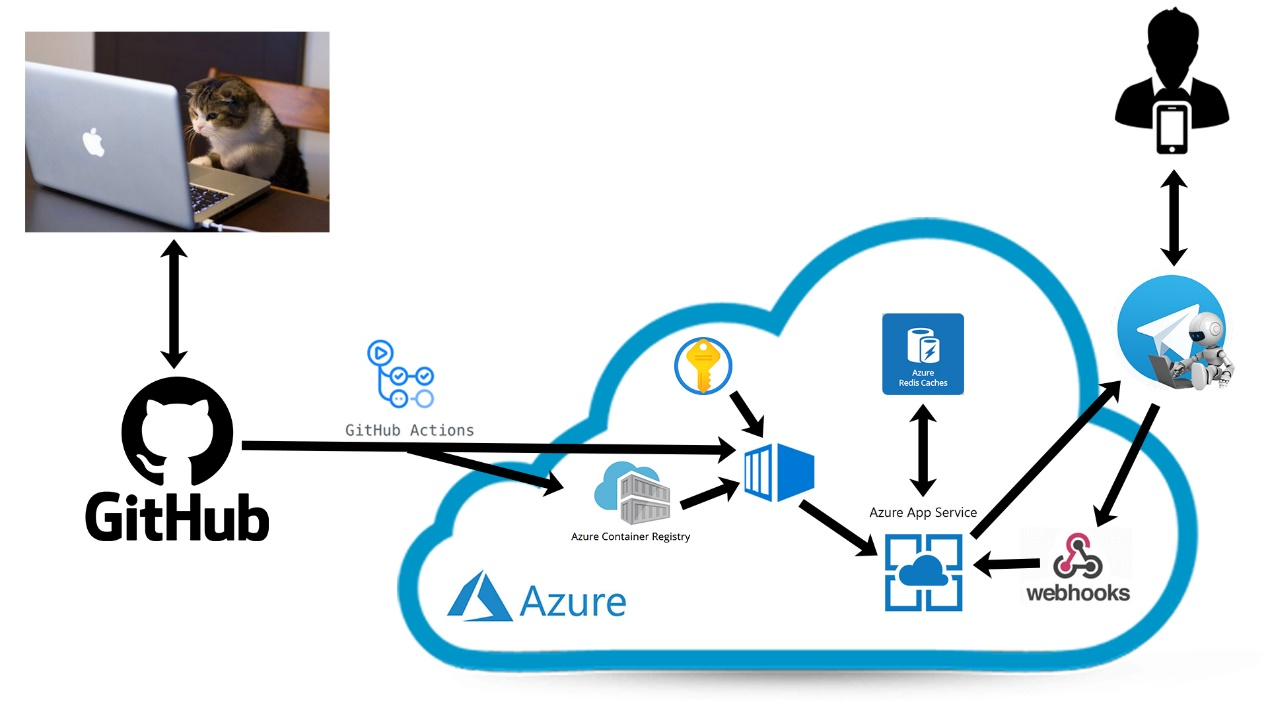 GitHub Actions
GitHub
Azure
Redis Caches
Azure Container Registry
Azure App Service
webhooks
Azure